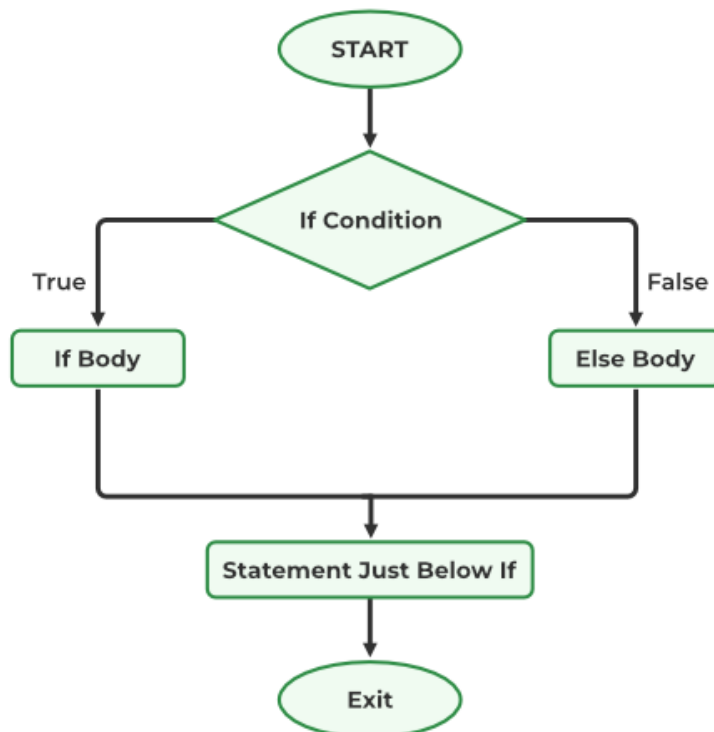 START
If Condition
True
False
If Body
Else Body
Statement Just Below If
Exit